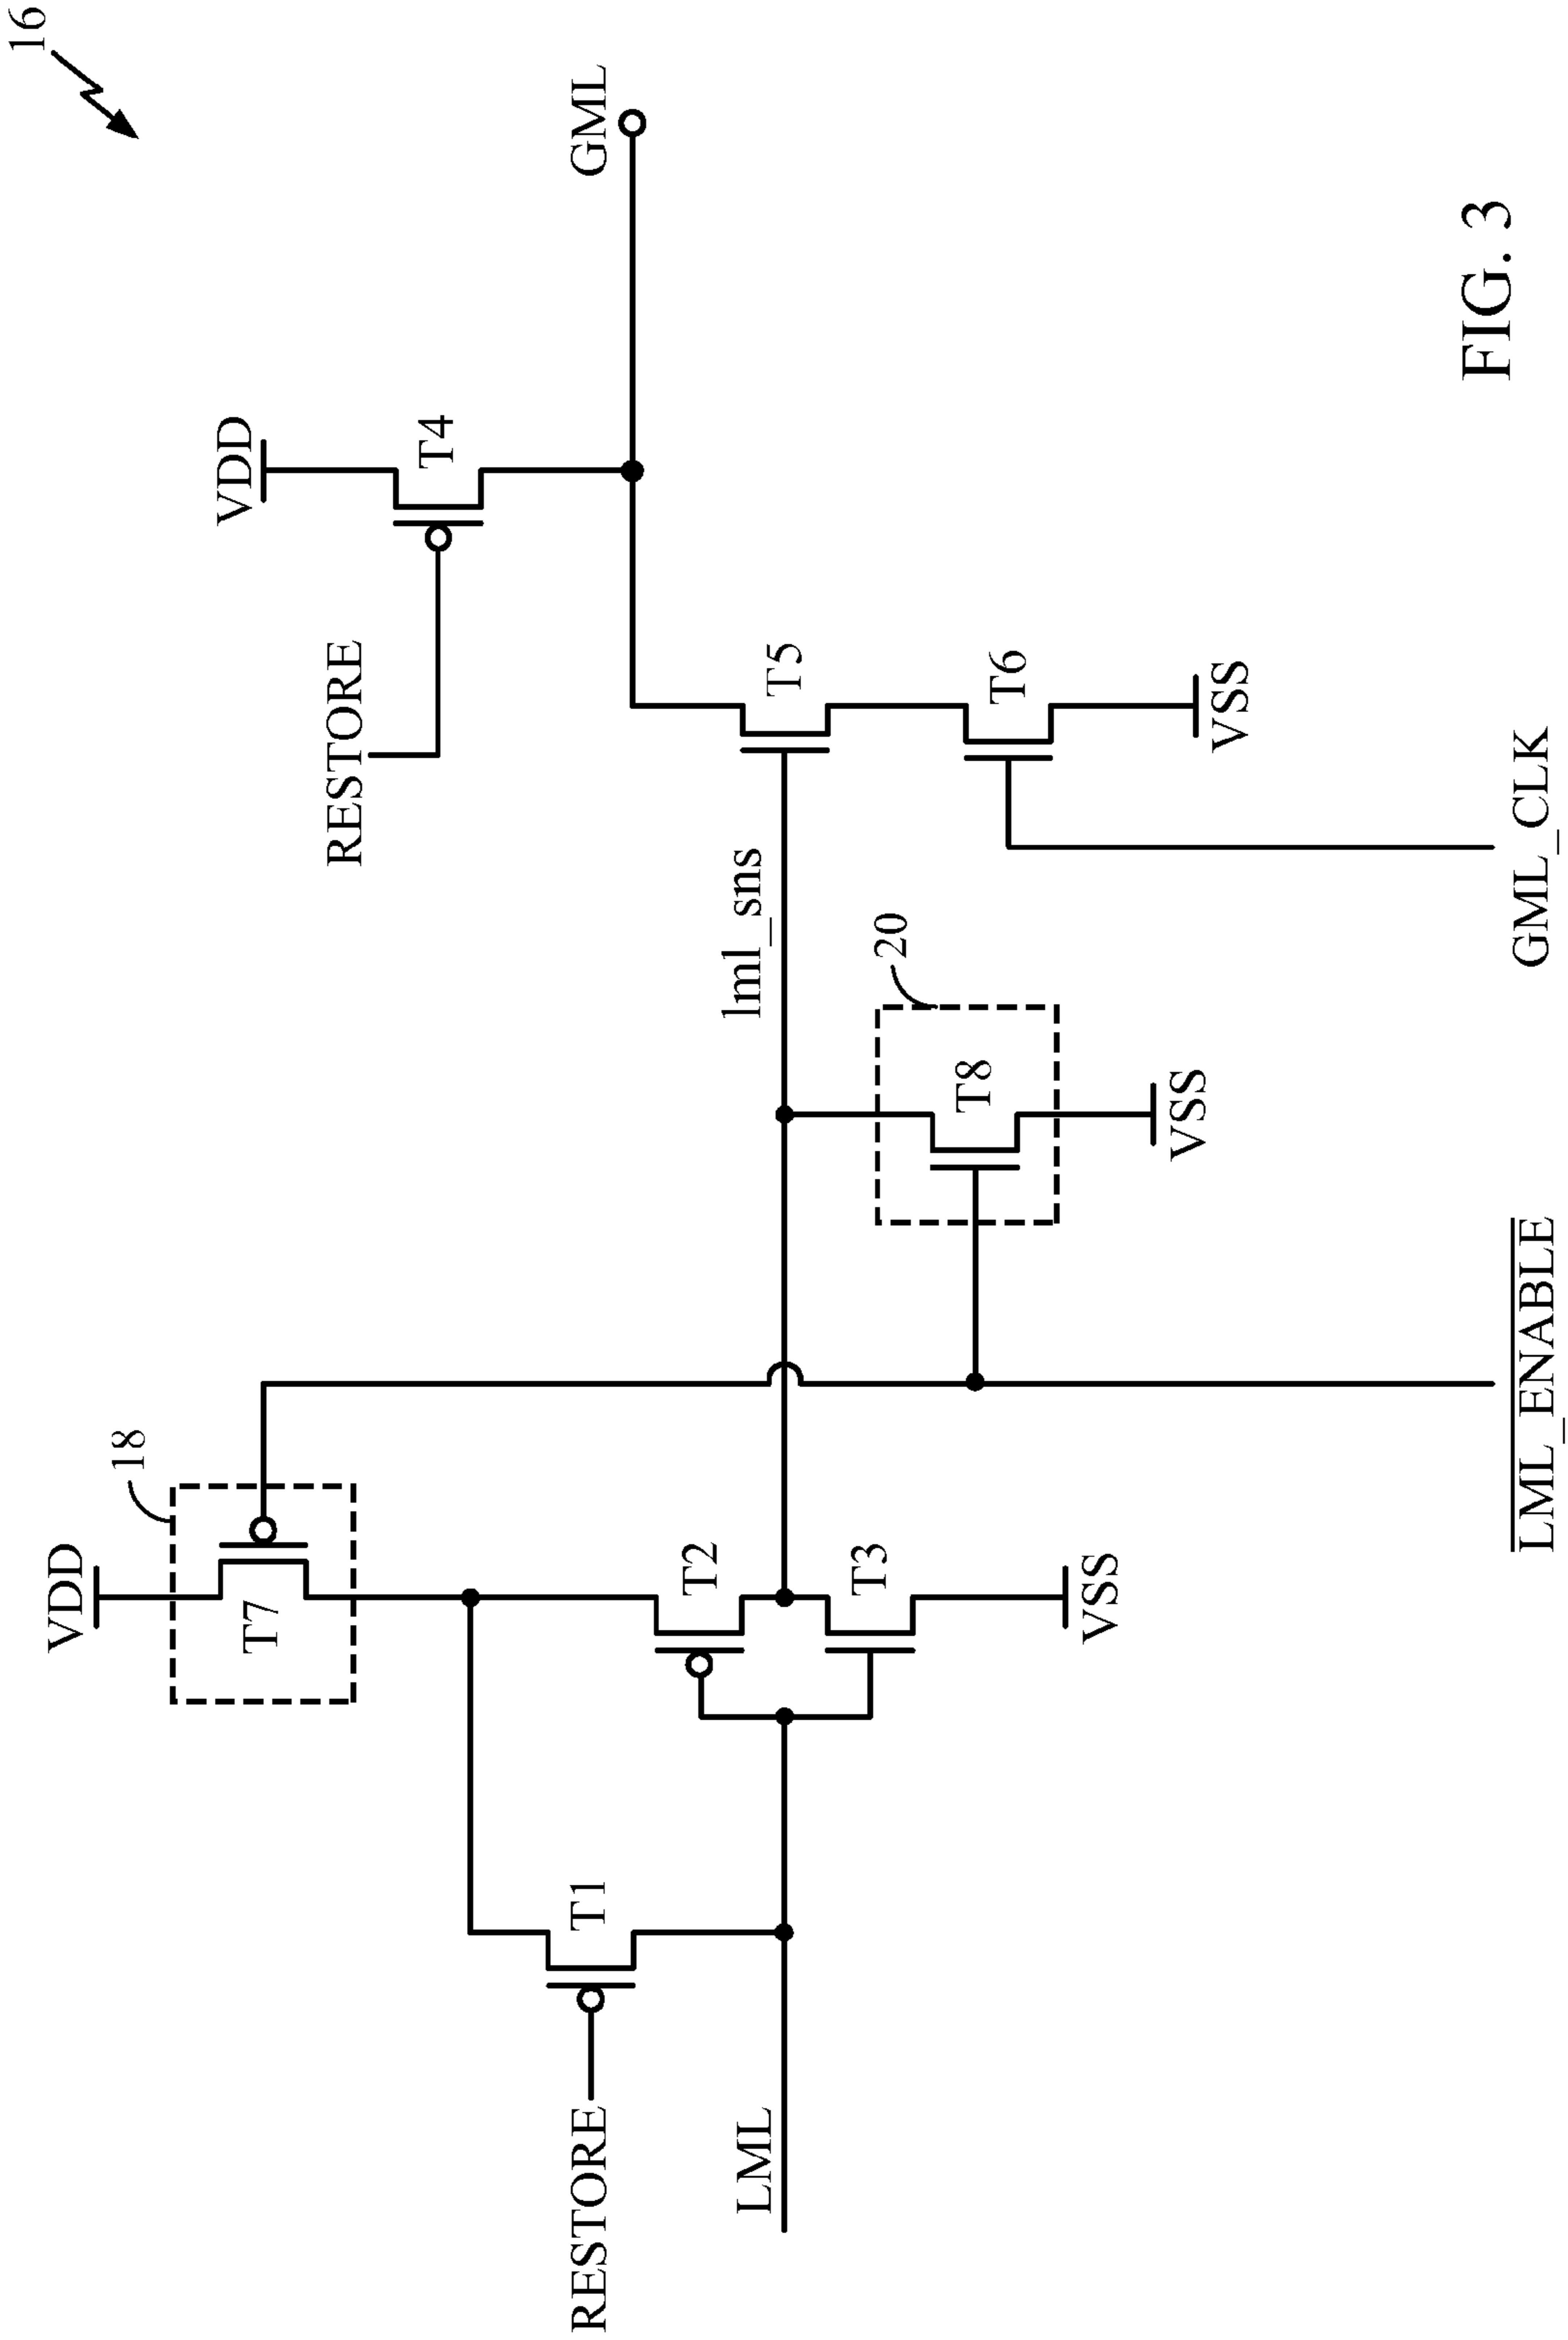 16
VDD
18
T7
VDD
T4
RESTORE
RESTORE
T1
GML
T2
lml_sns
T5
LML
T3
20
T8
T6
VSS
VSS
VSS
LML_ENABLE
GML_CLK
FIG. 3